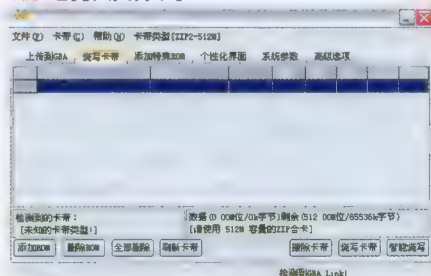 文件(F) 卡带(C) 帮助(H) 卡带类型[ZIP2-512M]
上传到GBA 烧写卡带 添加特殊ROM 个性化界面 系统参数 高级选项
检测到的卡带: 数据(0 00M位/0k字节)剩余(512 00M位/65536k字节)
[未知的卡带类型!] [请使用 512M 容量的ZIP合卡]
添加ROM 删除ROM 全部删除 刷新卡带 擦除卡带 烧写卡带 智能烧写
检测到GBA Link!